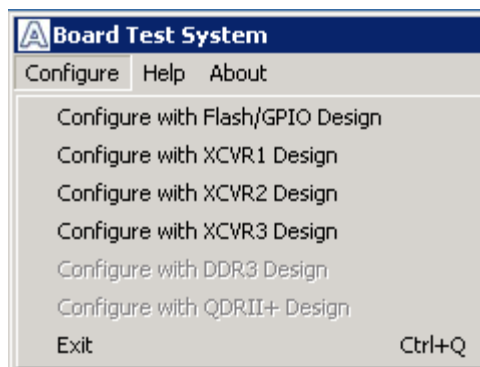 Board Test System
Configure Help About
Configure with Flash/GPIO Design
Configure with XCVR1 Design
Configure with XCVR2 Design
Configure with XCVR3 Design
Configure with DDR3 Design
Configure with QDRII+ Design
Exit Ctrl+Q